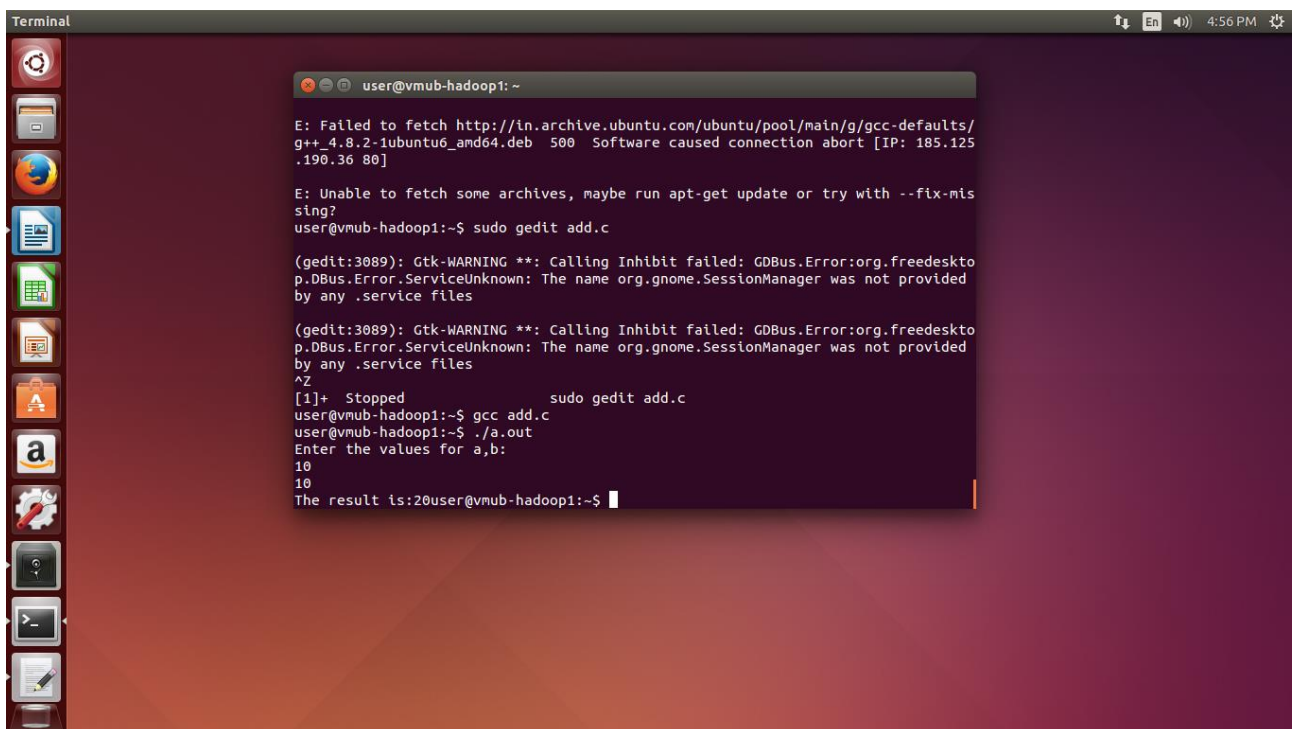 Terminal
En
4:56 PM
user@vmub-hadoop1: ~
E: Failed to fetch http://in.archive.ubuntu.com/ubuntu/pool/main/g/gcc-defaults/
g++_4.8.2-1ubuntu6_amd64.deb  500  Software caused connection abort [IP: 185.125
.190.36 80]
E: Unable to fetch some archives, maybe run apt-get update or try with --fix-mis
sing?
user@vmub-hadoop1:~$ sudo gedit add.c
(gedit:3089): Gtk-WARNING **: Calling Inhibit failed: GDBus.Error:org.freedeskto
p.DBus.Error.ServiceUnknown: The name org.gnome.SessionManager was not provided
by any .service files
(gedit:3089): Gtk-WARNING **: Calling Inhibit failed: GDBus.Error:org.freedeskto
p.DBus.Error.ServiceUnknown: The name org.gnome.SessionManager was not provided
by any .service files
^Z
[1]+  Stopped                 sudo gedit add.c
user@vmub-hadoop1:~$ gcc add.c
user@vmub-hadoop1:~$ ./a.out
Enter the values for a,b:
10
10
The result is:20user@vmub-hadoop1:~$